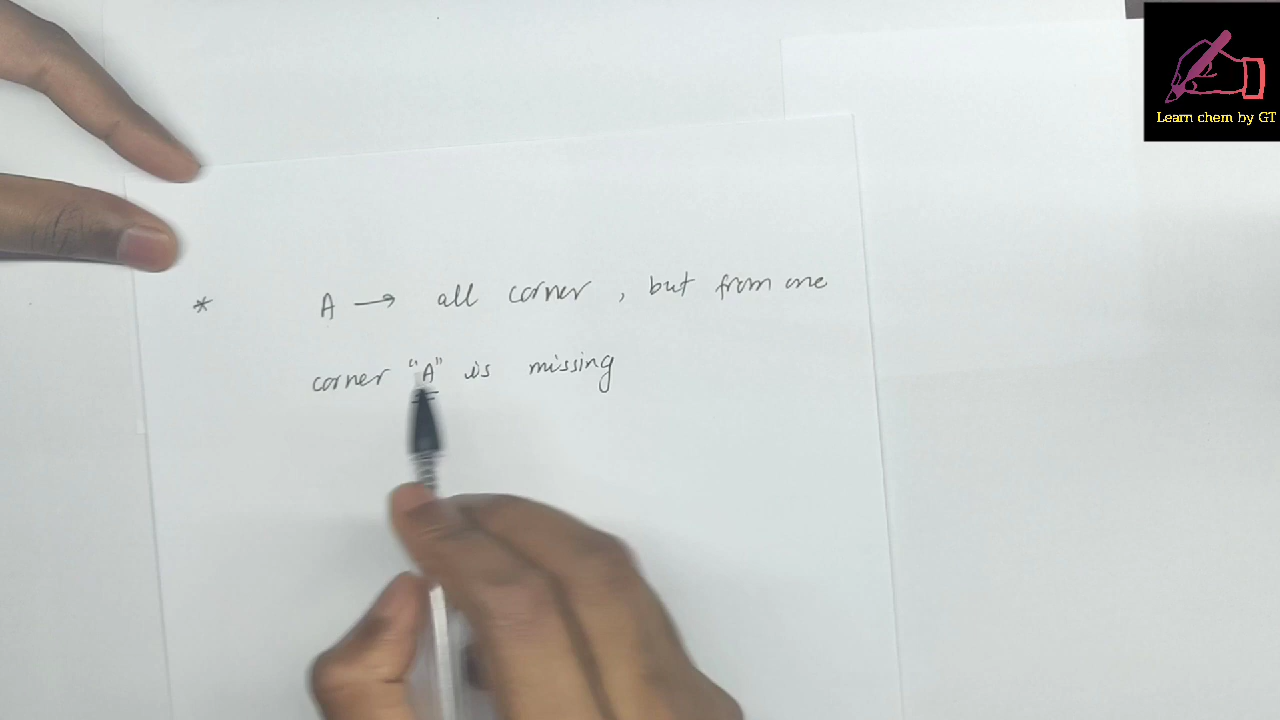 Learn chem by GT
* A → all corner , but from one
corner "A" is missing